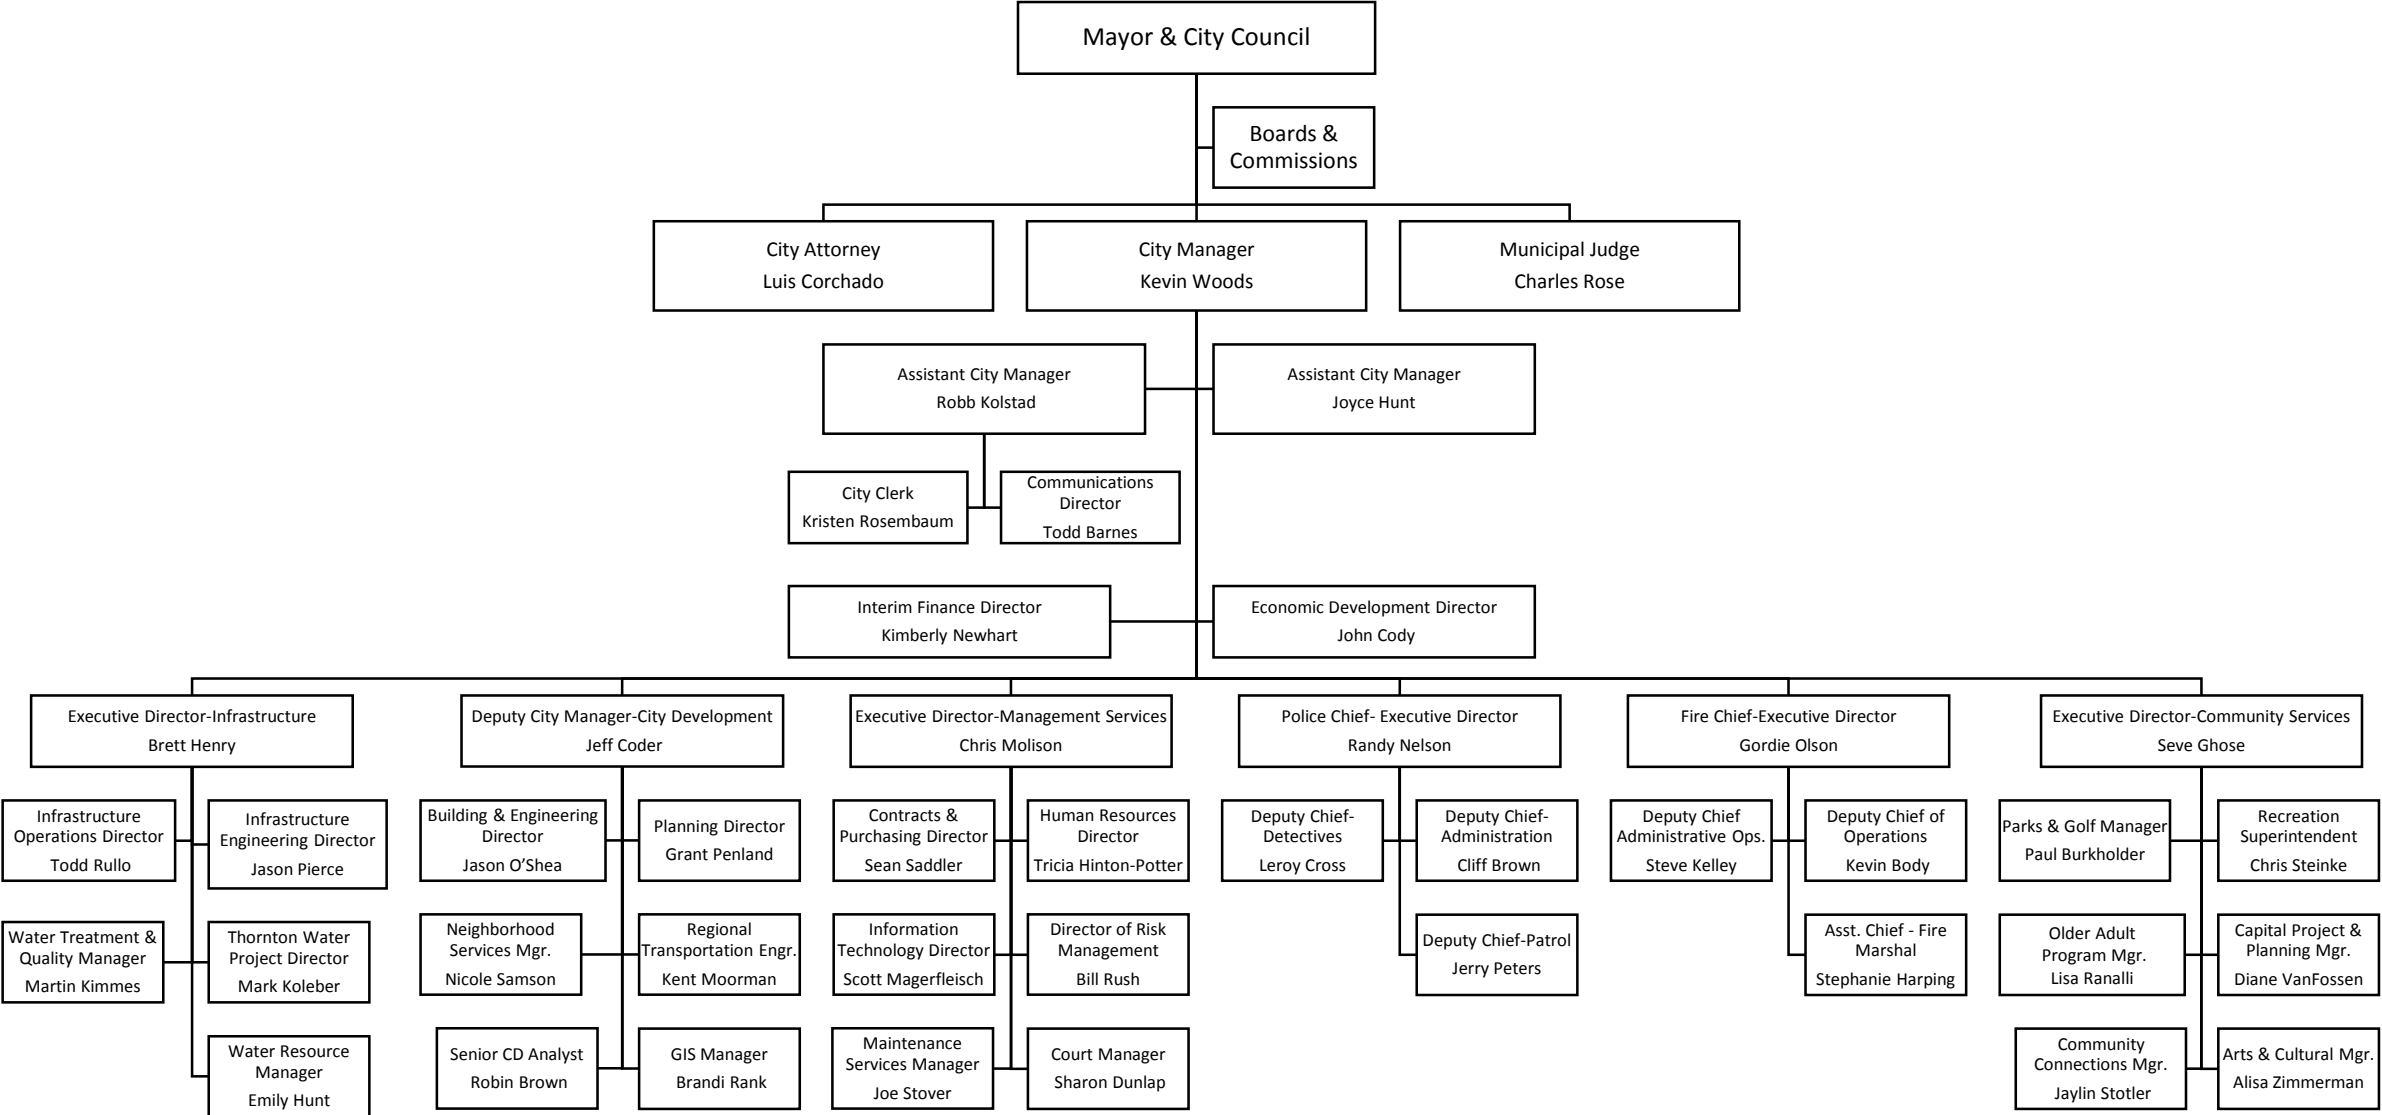 Mayor & City Council
Boards &
Commissions
City Attorney
Luis Corchado
City Manager
Kevin Woods
Municipal Judge
Charles Rose
Assistant City Manager
Robb Kolstad
Assistant City Manager
Joyce Hunt
City Clerk
Kristen Rosembaum
Communications
Director
Todd Barnes
Interim Finance Director
Kimberly Newhart
Economic Development Director
John Cody
Executive Director-Infrastructure
Brett Henry
Deputy City Manager-City Development
Jeff Coder
Executive Director-Management Services
Chris Molison
Police Chief- Executive Director
Randy Nelson
Fire Chief-Executive Director
Gordie Olson
Executive Director-Community Services
Seve Ghose
Infrastructure
Operations Director
Todd Rullo
Infrastructure
Engineering Director
Jason Pierce
Building & Engineering
Director
Jason O’Shea
Planning Director
Grant Penland
Contracts &
Purchasing Director
Sean Saddler
Human Resources
Director
Tricia Hinton-Potter
Deputy Chief-
Detectives
Leroy Cross
Deputy Chief-
Administration
Cliff Brown
Deputy Chief
Administrative Ops.
Steve Kelley
Deputy Chief of
Operations
Kevin Body
Parks & Golf Manager
Paul Burkholder
Recreation
Superintendent
Chris Steinke
Water Treatment &
Quality Manager
Martin Kimmes
Thornton Water
Project Director
Mark Koleber
Neighborhood
Services Mgr.
Nicole Samson
Regional
Transportation Engr.
Kent Moorman
Information
Technology Director
Scott Magerfleisch
Director of Risk
Management
Bill Rush
Deputy Chief-Patrol
Jerry Peters
Asst. Chief - Fire
Marshal
Stephanie Harping
Older Adult
Program Mgr.
Lisa Ranalli
Capital Project &
Planning Mgr.
Diane VanFossen
Water Resource
Manager
Emily Hunt
Senior CD Analyst
Robin Brown
GIS Manager
Brandi Rank
Maintenance
Services Manager
Joe Stover
Court Manager
Sharon Dunlap
Community
Connections Mgr.
Jaylin Stotler
Arts & Cultural Mgr.
Alisa Zimmerman